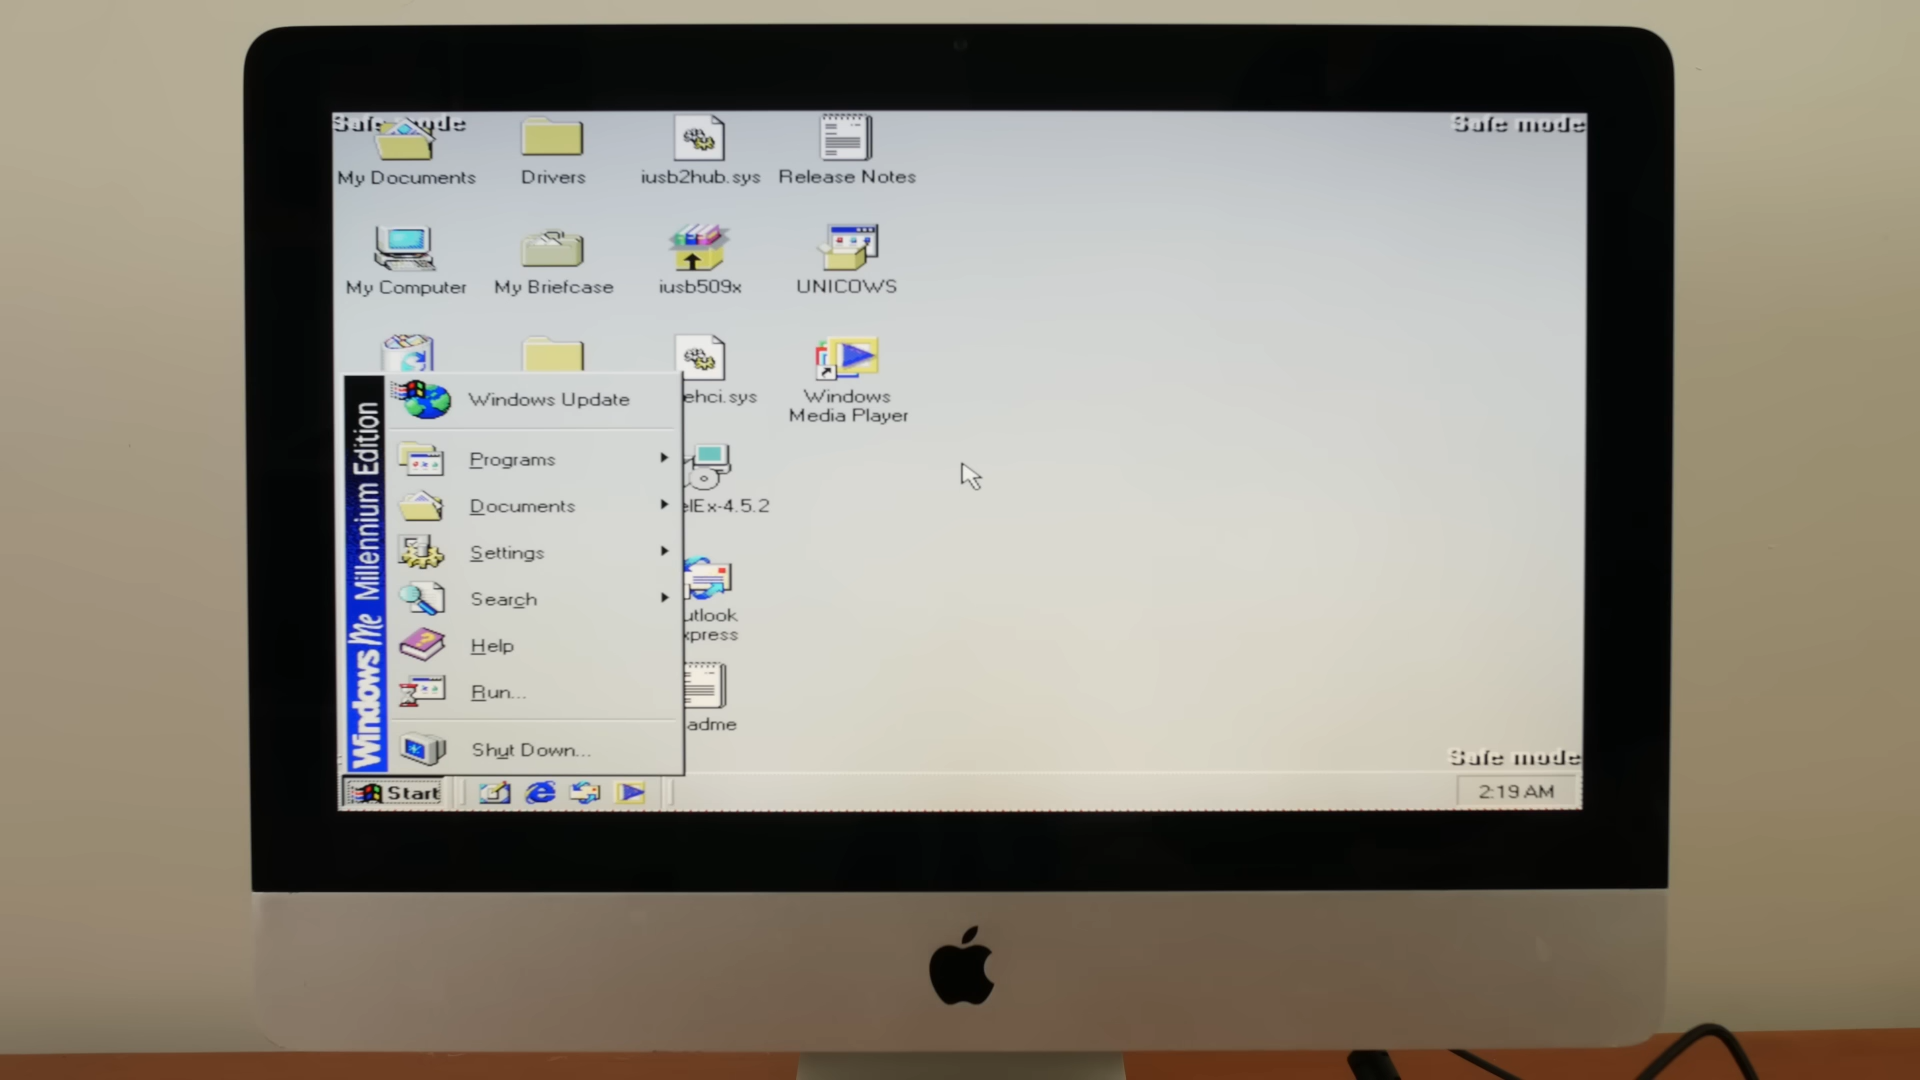 Safe mode
Safe mode
My Documents
Drivers
iusb2hub.sys
Release Notes
My Computer
My Briefcase
iusb509x
UNICOWS
ehci.sys
Windows
Media Player
elEx-4.5.2
utlook
xpress
adme
Windows Me Millennium Edition
Windows Update
Programs
Documents
Settings
Search
Help
Run...
Shut Down...
Safe mode
Start
2:19 AM